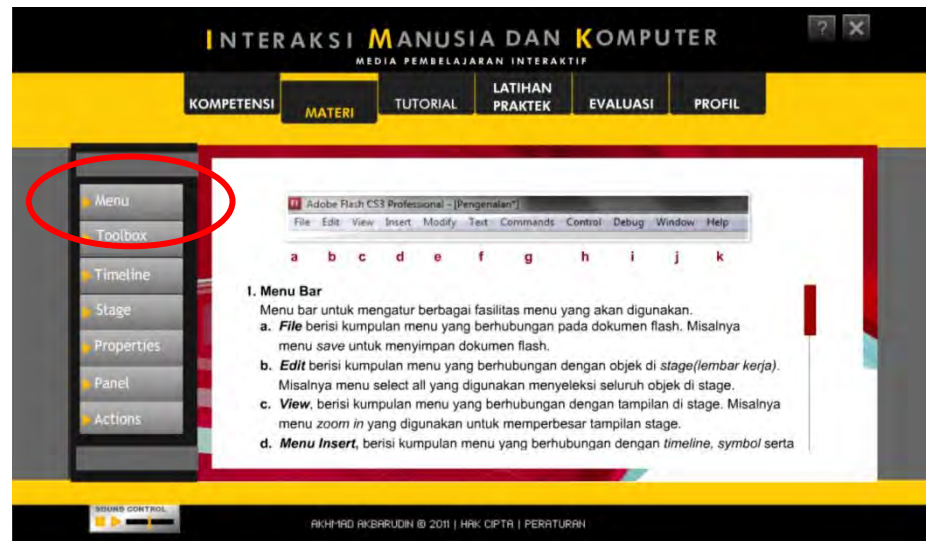 INTERAKSI MANUSIA DAN KOMPUTER
MEDIA PEMBELAJARAN INTERAKTIF
? X
KOMPETENSI MATERI TUTORIAL LATIHAN PRAKTEK EVALUASI PROFIL
Menu
Toolbox
Timeline
Stage
Properties
Panel
Actions
Adobe Flash CS3 Professional - [Pengenalan*]
File Edit View Insert Modify Text Commands Control Debug Window Help
a b c d e f g h i j k
1. Menu Bar
Menu bar untuk mengatur berbagai fasilitas menu yang akan digunakan.
a. File berisi kumpulan menu yang berhubungan pada dokumen flash. Misalnya
menu save untuk menyimpan dokumen flash.
b. Edit berisi kumpulan menu yang berhubungan dengan objek di stage(lembar kerja).
Misalnya menu select all yang digunakan menyeleksi seluruh objek di stage.
c. View, berisi kumpulan menu yang berhubungan dengan tampilan di stage. Misalnya
menu zoom in yang digunakan untuk memperbesar tampilan stage.
d. Menu Insert, berisi kumpulan menu yang berhubungan dengan timeline, symbol serta
SOUND CONTROL
AKHMAD AKBARUDIN @ 2011 | HAK CIPTA | PERATURAN